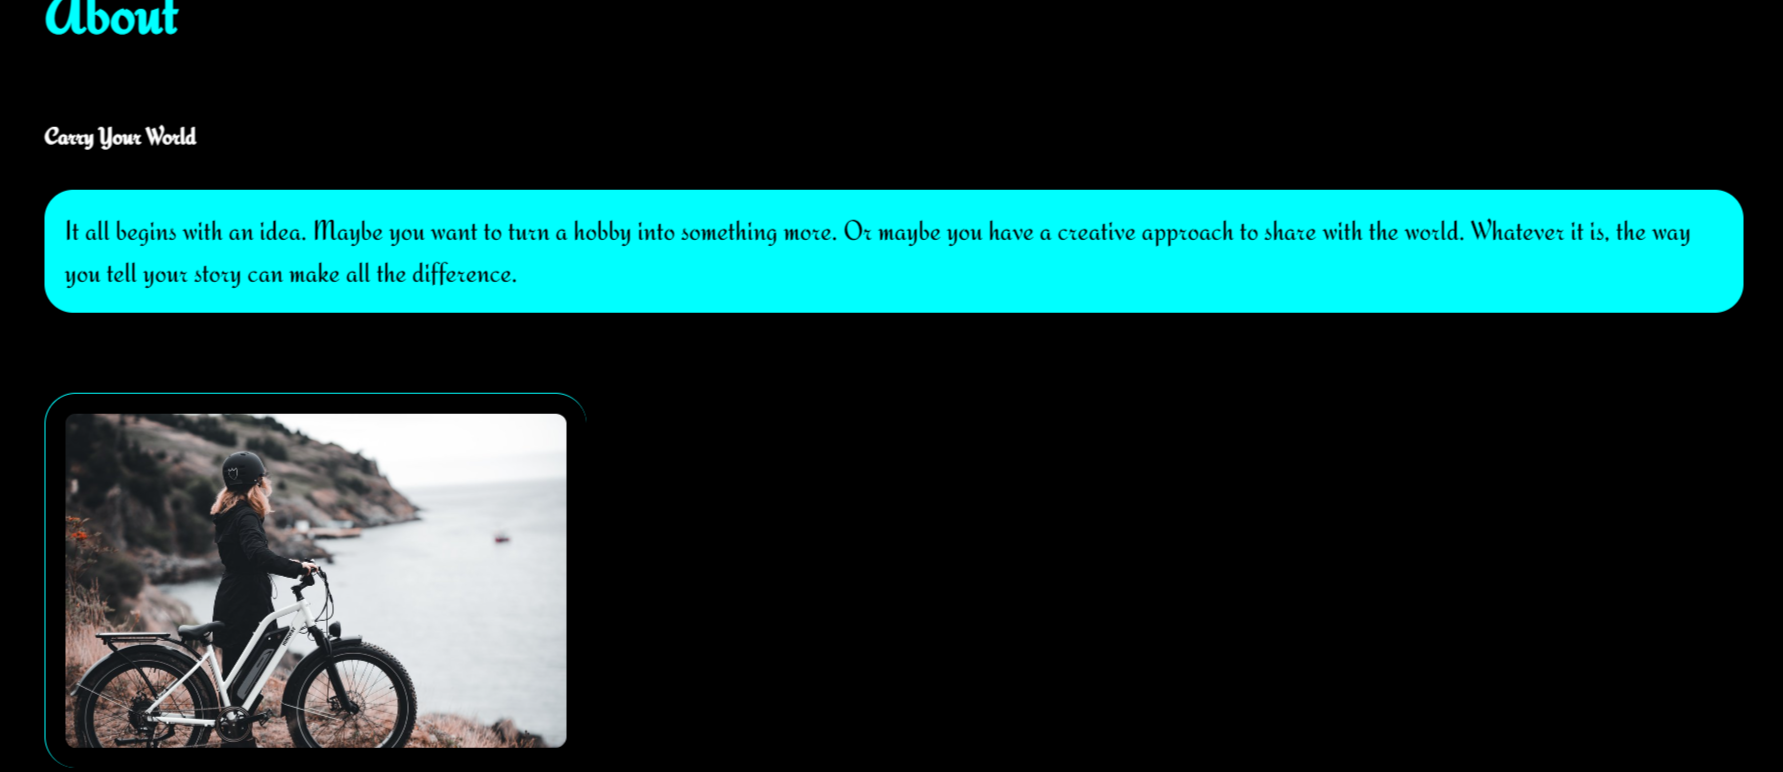 About
Carry Your World
It all begins with an idea. Maybe you want to turn a hobby into something more. Or maybe you have a creative approach to share with the world. Whatever it is, the way
you tell your story can make all the difference.